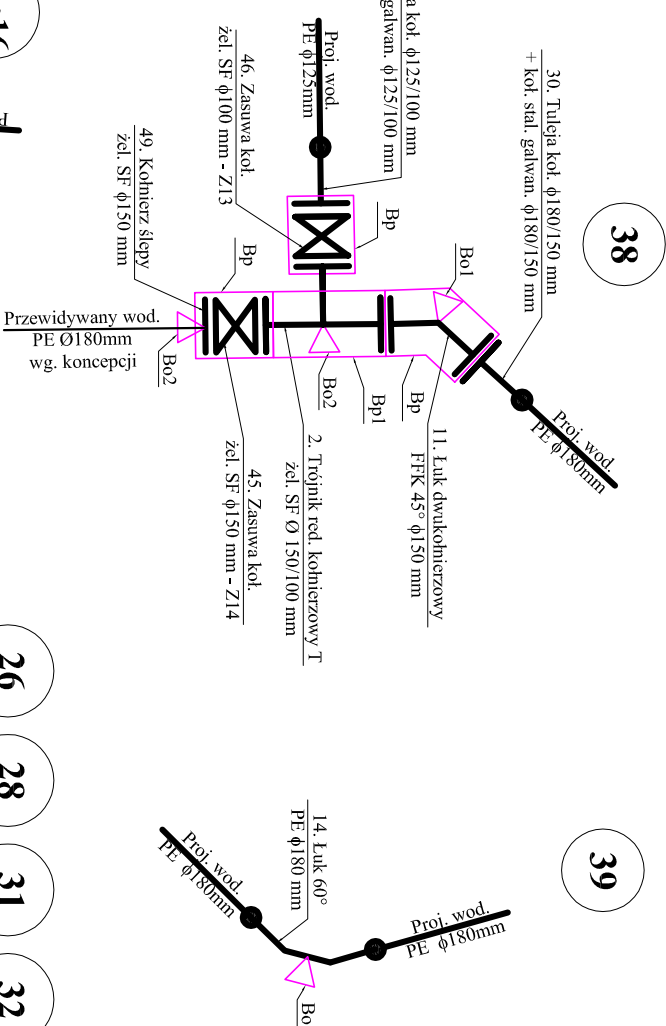 38
30. Tuleja koł. ϕ180/150 mm
+ koł. stal. galwan. ϕ180/150 mm
a koł. ϕ125/100 mm
galwan. ϕ125/100 mm
Proj. wod.
PE ϕ125mm
46. Zasuwa koł.
żel. SF ϕ100 mm - Z13
49. Kołnierz ślepy
żel. SF ϕ150 mm
Bp
Bp
Bo1
Proj. wod.
PE ϕ180mm
Przewidywany wod.
PE Ø180mm
wg. koncepcji
Bo2
Bo2
Bp1
Bp
11. Łuk dwukołnierzowy
FFK 45° ϕ150 mm
2. Trójnik red. kołnierzowy T
żel. SF Ø 150/100 mm
45. Zasuwa koł.
żel. SF ϕ150 mm - Z14
39
14. Łuk 60°
PE ϕ180 mm
Proj. wod.
PE ϕ180mm
Proj. wod.
PE ϕ180mm
Bo
26
28
31
32